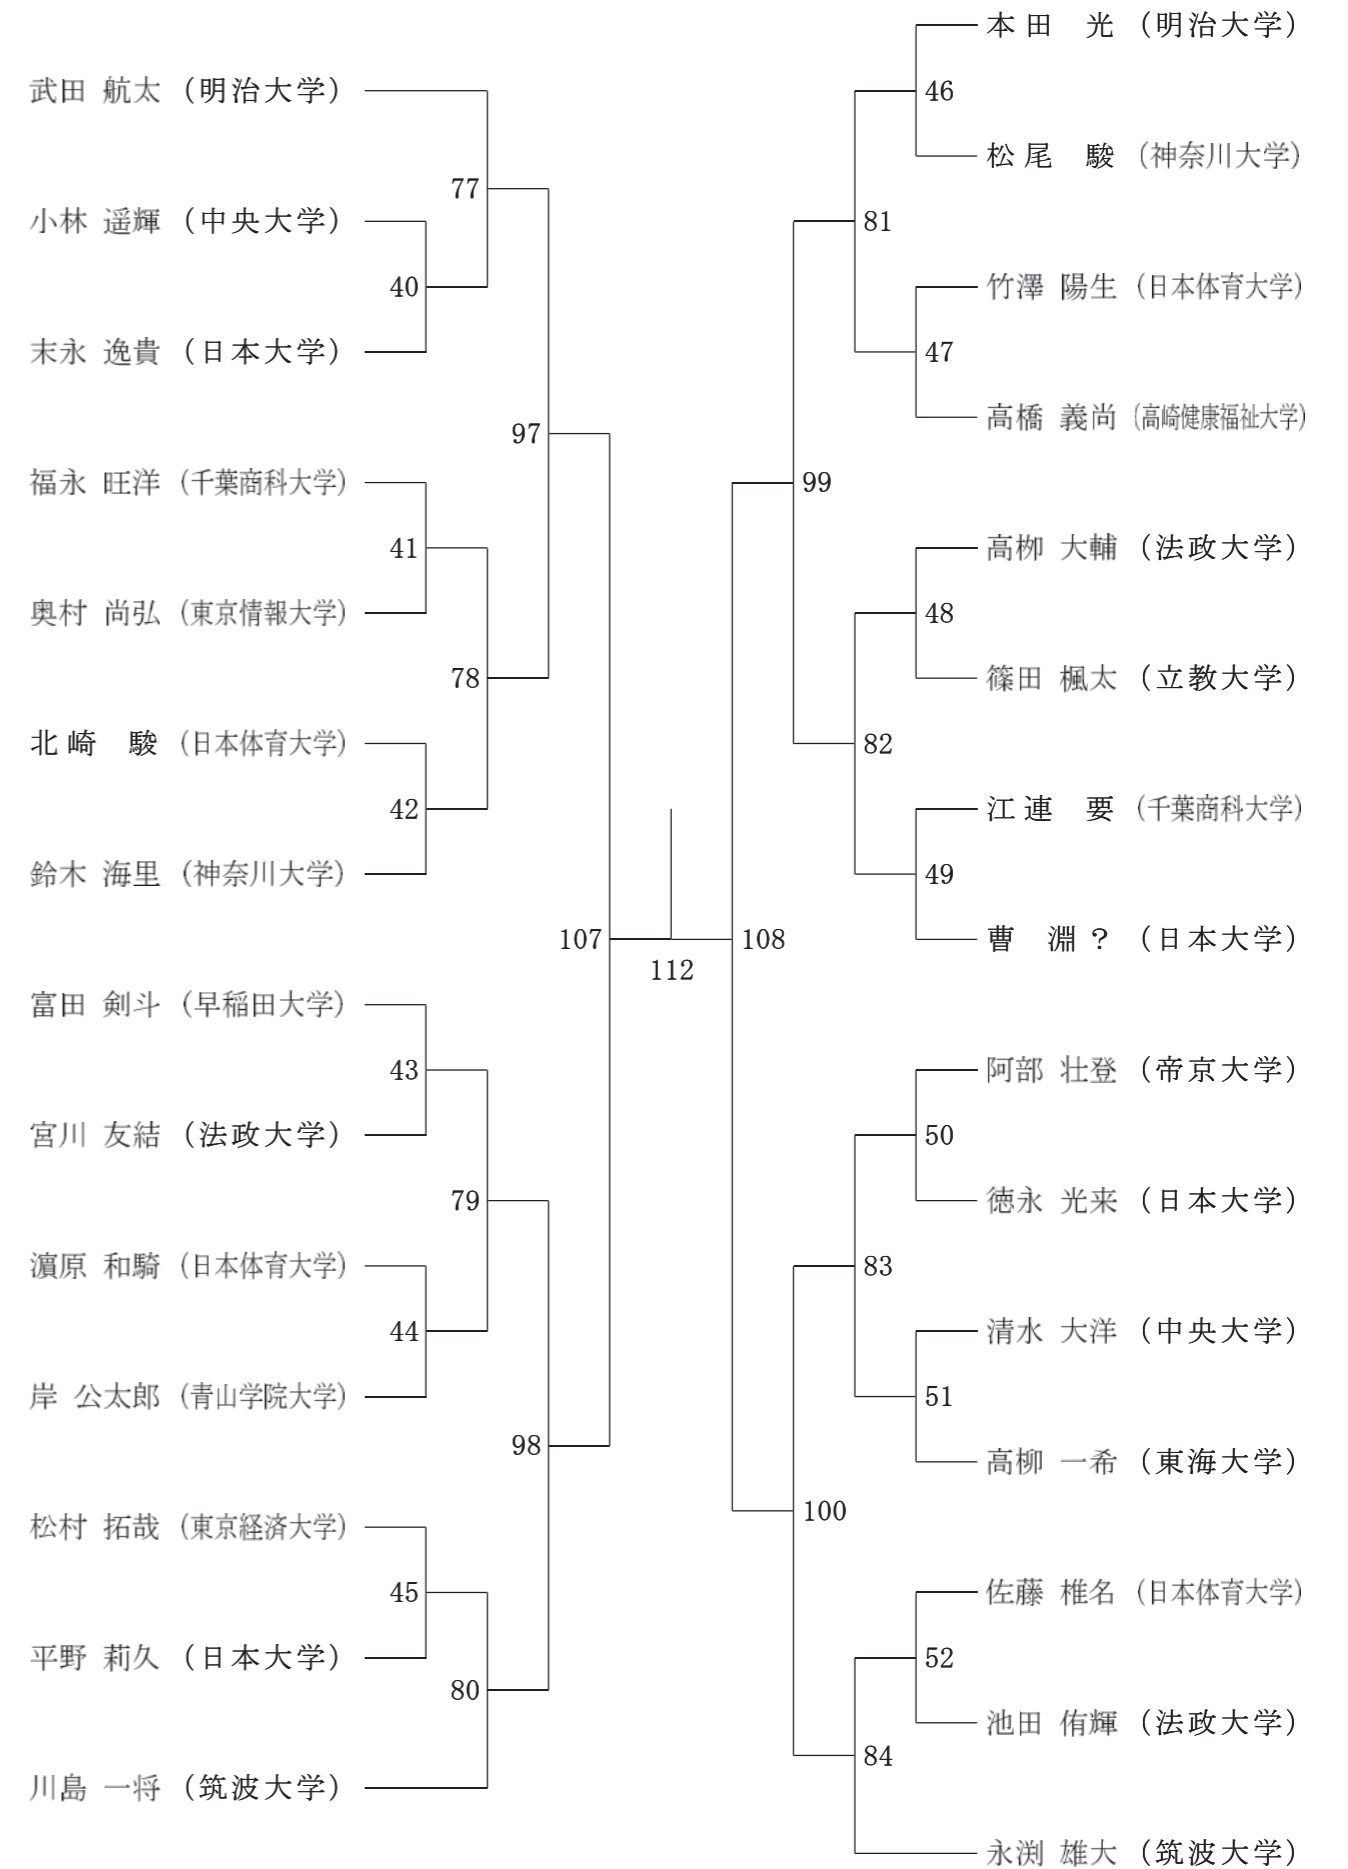 武田 航太 (明治大学)
77
小林 遥輝 (中央大学)
40
末永 逸貴 (日本大学)
97
福永 旺洋 (千葉商科大学)
41
奥村 尚弘 (東京情報大学)
78
北崎 駿 (日本体育大学)
42
鈴木 海里 (神奈川大学)
107
112
富田 剣斗 (早稲田大学)
43
宮川 友結 (法政大学)
79
濵原 和騎 (日本体育大学)
44
岸 公太郎 (青山学院大学)
98
松村 拓哉 (東京経済大学)
45
平野 莉久 (日本大学)
80
川島 一将 (筑波大学)
本田 光 (明治大学)
46
松尾 駿 (神奈川大学)
81
竹澤 陽生 (日本体育大学)
47
高橋 義尚 (高崎健康福祉大学)
99
高栁 大輔 (法政大学)
48
篠田 楓太 (立教大学)
82
江連 要 (千葉商科大学)
49
曹 淵? (日本大学)
108
阿部 壮登 (帝京大学)
50
徳永 光来 (日本大学)
83
清水 大洋 (中央大学)
51
高柳 一希 (東海大学)
100
佐藤 椎名 (日本体育大学)
52
池田 侑輝 (法政大学)
84
永渕 雄大 (筑波大学)